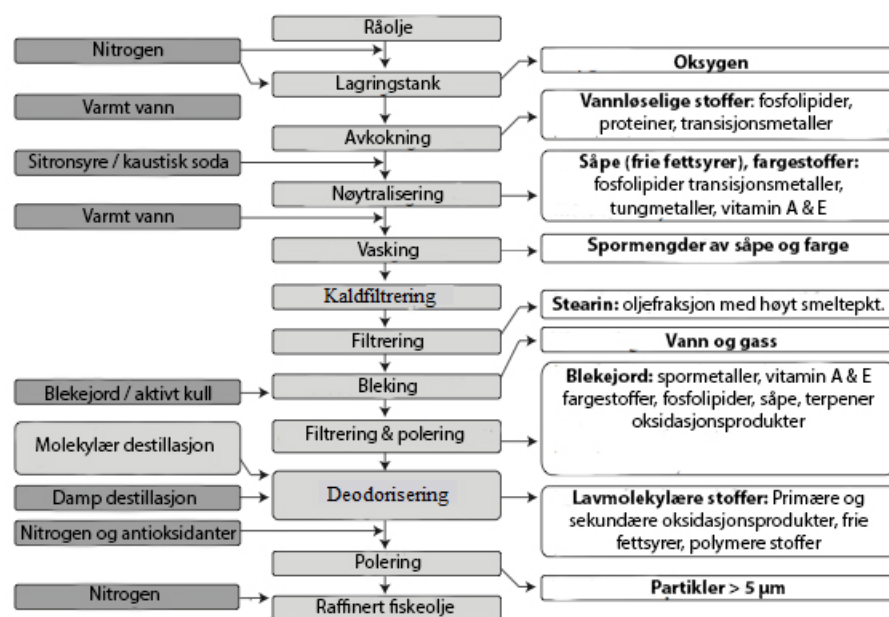 Råolje
Nitrogen
Lagringstank
Oksygen
Varmt vann
Avkokning
Vannløselige stoffer: fosfolipider,
proteiner, transisjonsmetaller
Sitronsyre / kaustisk soda
Nøytralisering
Såpe (frie fettsyrer), fargestoffer:
fosfolipider transisjonsmetaller,
tungmetaller, vitamin A & E
Varmt vann
Vasking
Spormengder av såpe og farge
Kaldfiltrering
Filtrering
Stearin: oljefraksjon med høyt smeltepkt.
Vann og gass
Blekejord / aktivt kull
Bleking
Blekejord: spormetaller, vitamin A & E
fargestoffer, fosfolipider, såpe, terpener
oksidasjonsprodukter
Filtrering & polering
Molekylær destillasjon
Damp destillasjon
Deodorisering
Lavmolekylære stoffer: Primære og
sekundære oksidasjonsprodukter, frie
fettsyrer, polymere stoffer
Nitrogen og antioksidanter
Polering
Partikler > 5 µm
Nitrogen
Raffinert fiskeolje